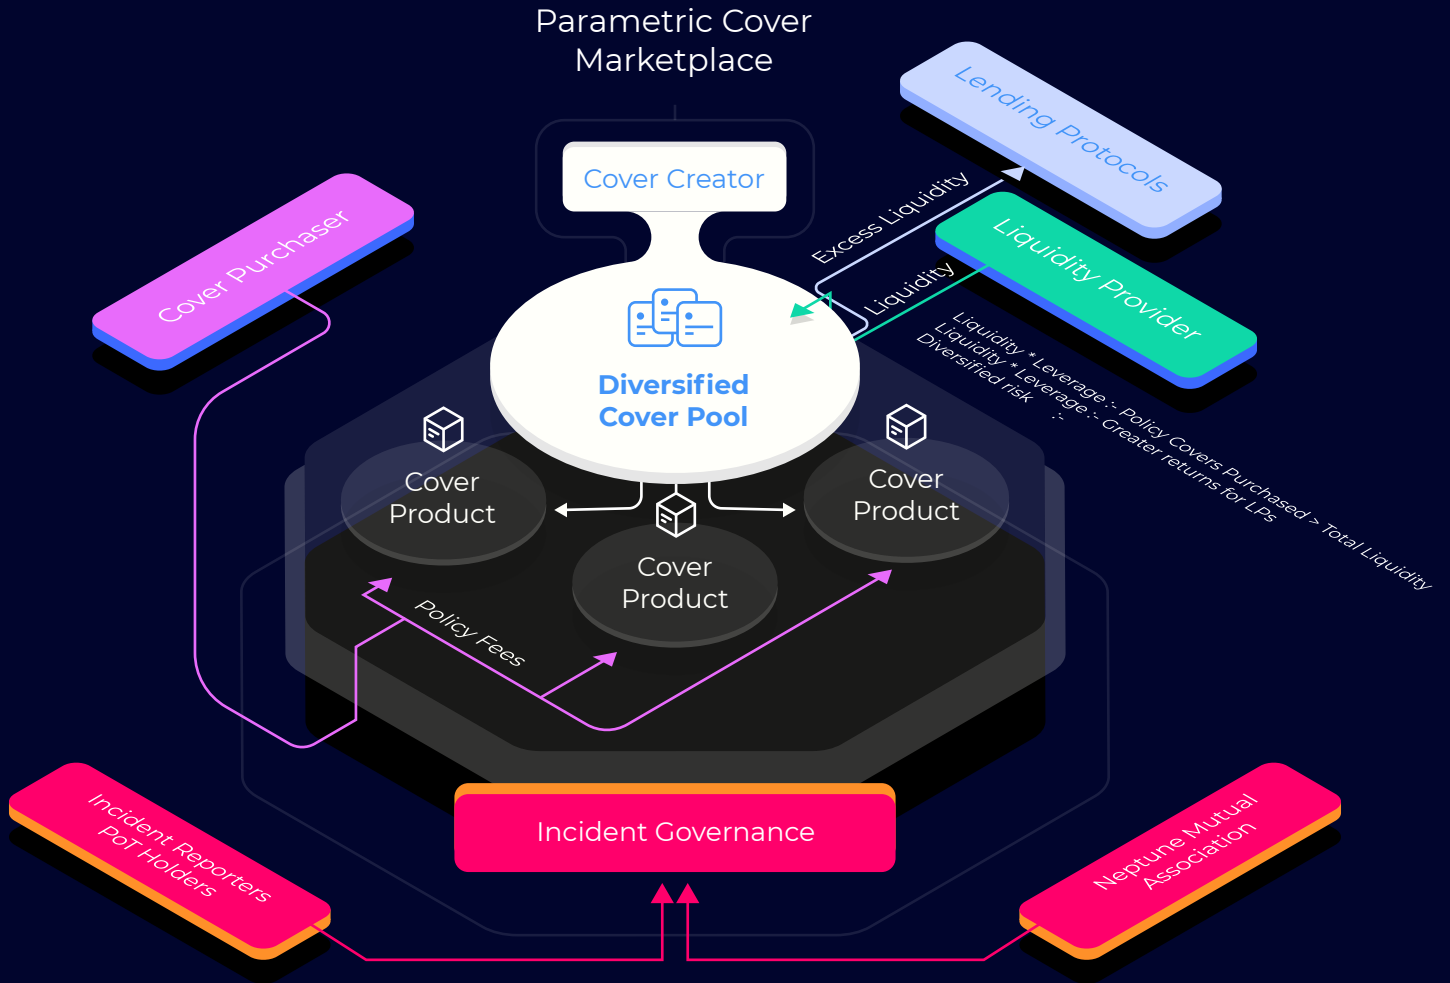 Parametric Cover
Marketplace
Cover Creator
Lending Protocols
Excess Liquidity
Cover Purchaser
Liquidity Provider
Liquidity
Liquidity * Leverage :- Policy Covers Purchased > Total Liquidity
Liquidity * Leverage :- Greater returns for LPs
Diversified risk :-
Diversified
Cover Pool
Cover
Product
Cover
Product
Cover
Product
Policy Fees
Incident Governance
Incident Reporters
PoT Holders
Neptune Mutual
Association